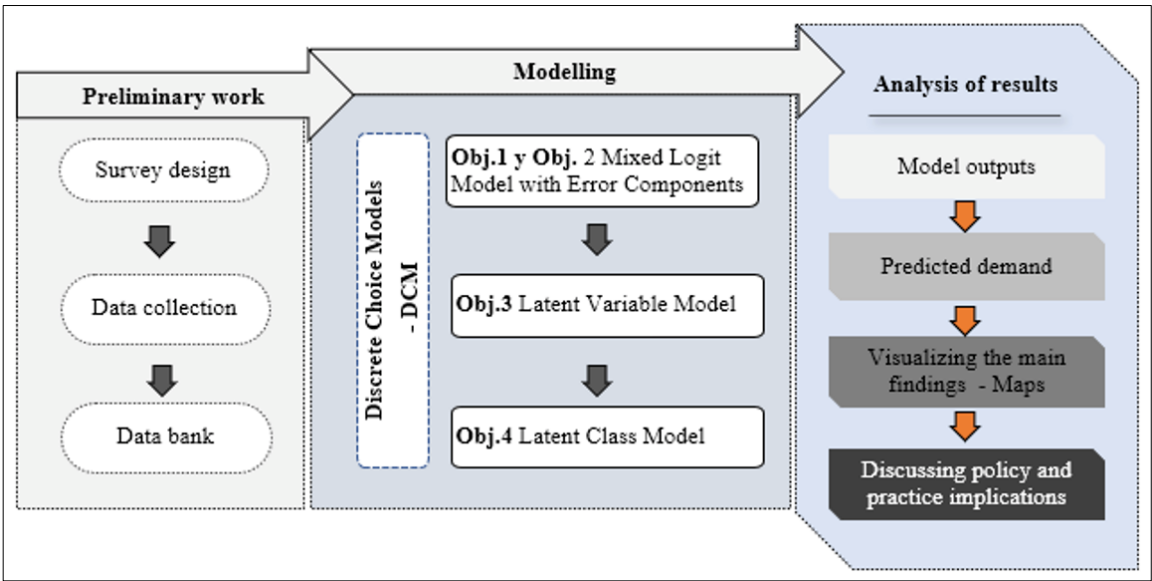 Preliminary work
Survey design
Data collection
Data bank
Modelling
Discrete Choice Models
- DCM
Obj.1 y Obj. 2 Mixed Logit
Model with Error Components
Obj.3 Latent Variable Model
Obj.4 Latent Class Model
Analysis of results
Model outputs
Predicted demand
Visualizing the main
findings - Maps
Discussing policy and
practice implications